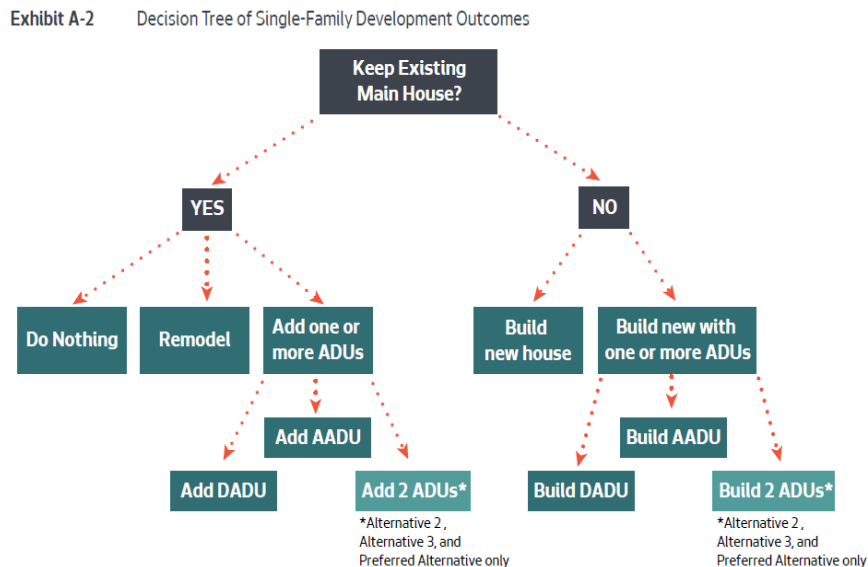 Exhibit A-2 Decision Tree of Single-Family Development Outcomes
Keep Existing
Main House?
YES
NO
Do Nothing
Remodel
Add one or
more ADUs
Build
new house
Build new with
one or more ADUs
Add AADU
Build AADU
Add DADU
Add 2 ADUs*
Build DADU
Build 2 ADUs*
*Alternative 2 ,
Alternative 3, and
Preferred Alternative only
*Alternative 2 ,
Alternative 3, and
Preferred Alternative only